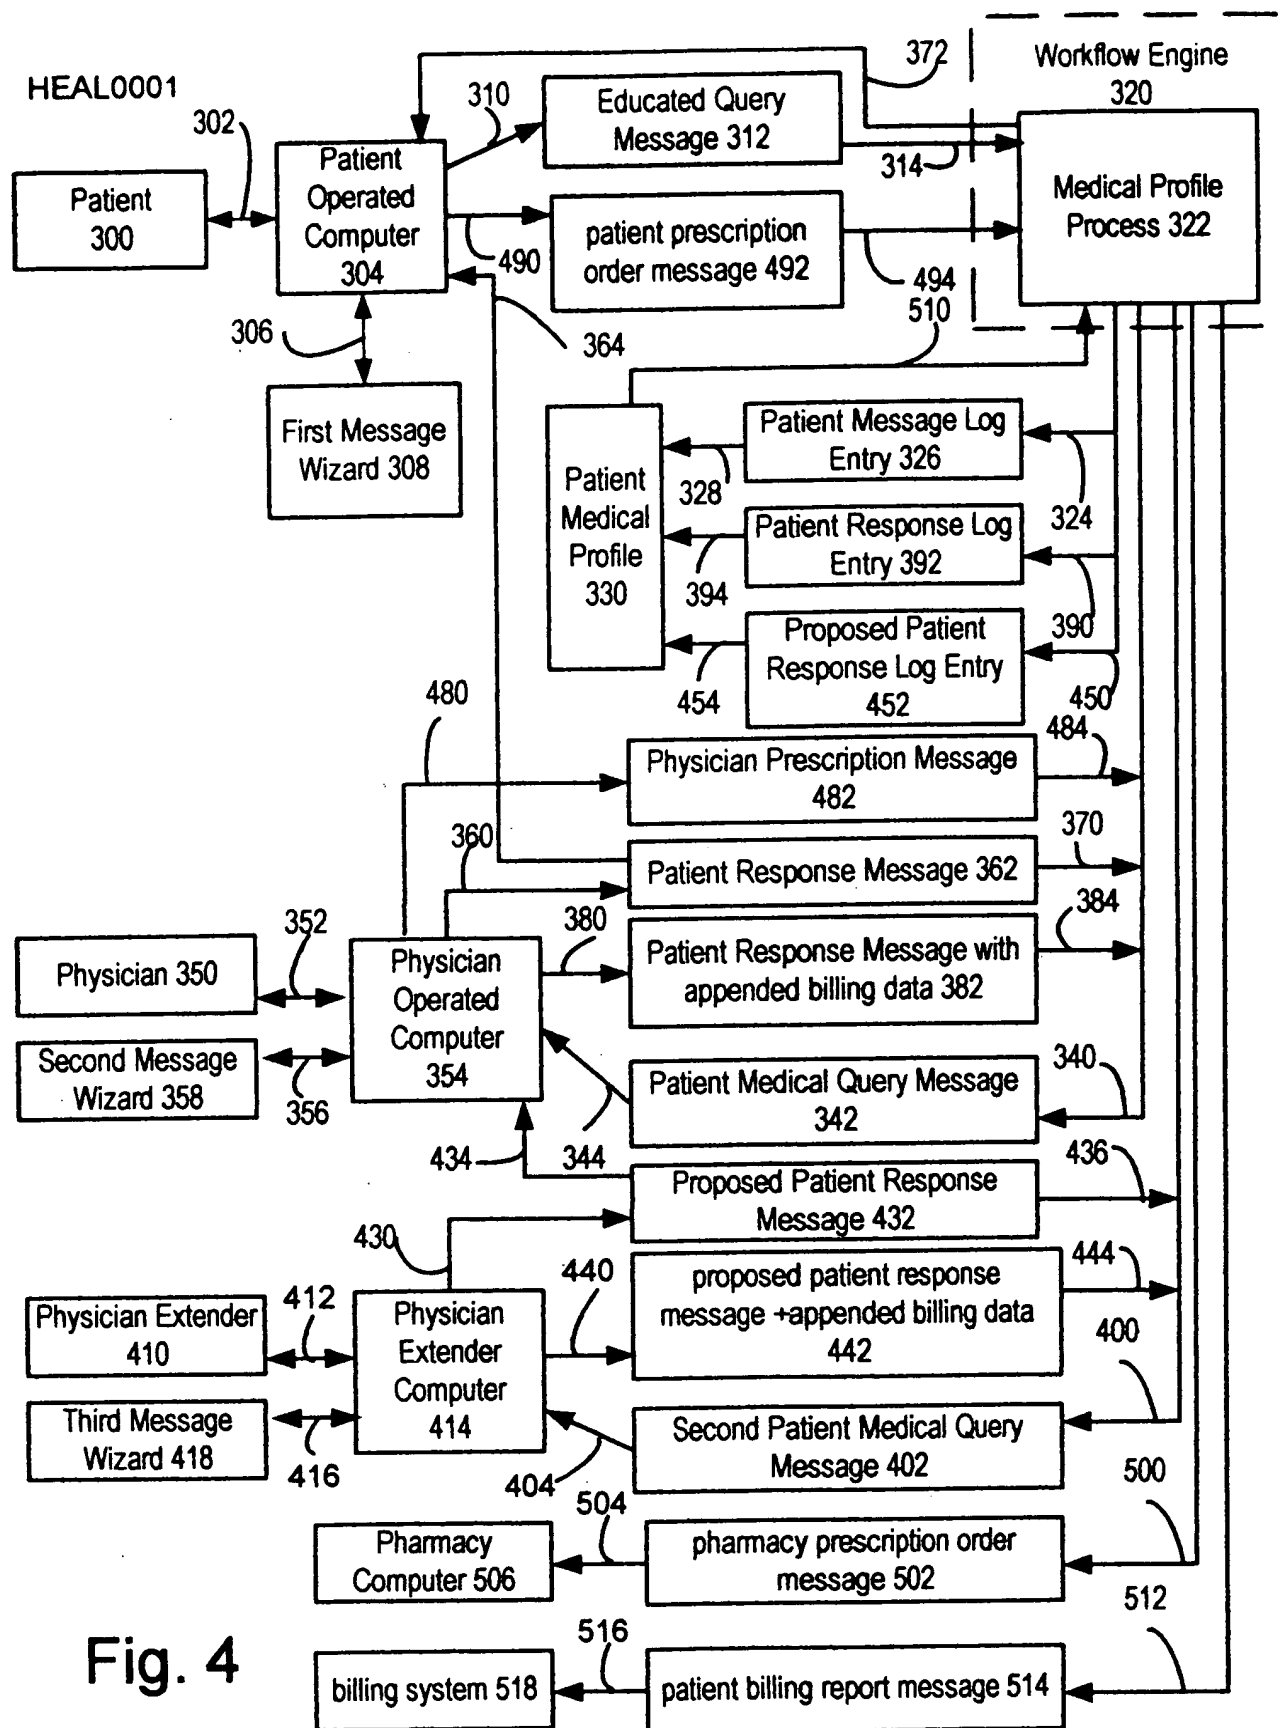 HEAL0001
302
310
372
Workflow Engine
320
Educated Query
Message 312
314
Patient
300
Patient
Operated
Computer
304
490
patient prescription
order message 492
494
Medical Profile
Process 322
510
306
364
First Message
Wizard 308
Patient
Medical
Profile
330
Patient Message Log
Entry 326
328
324
Patient Response Log
Entry 392
394
390
Proposed Patient
Response Log Entry
452
454
450
480
484
Physician Prescription Message
482
360
370
Patient Response Message 362
352
380
384
Physician 350
Physician
Operated
Computer
354
Patient Response Message with
appended billing data 382
Second Message
Wizard 358
356
340
Patient Medical Query Message
342
434
344
436
Proposed Patient Response
Message 432
430
440
444
412
Physician Extender
410
Physician
Extender
Computer
414
proposed patient response
message +appended billing data
442
400
Third Message
Wizard 418
416
404
Second Patient Medical Query
Message 402
504
500
Pharmacy
Computer 506
pharmacy prescription order
message 502
512
516
Fig. 4
billing system 518
patient billing report message 514